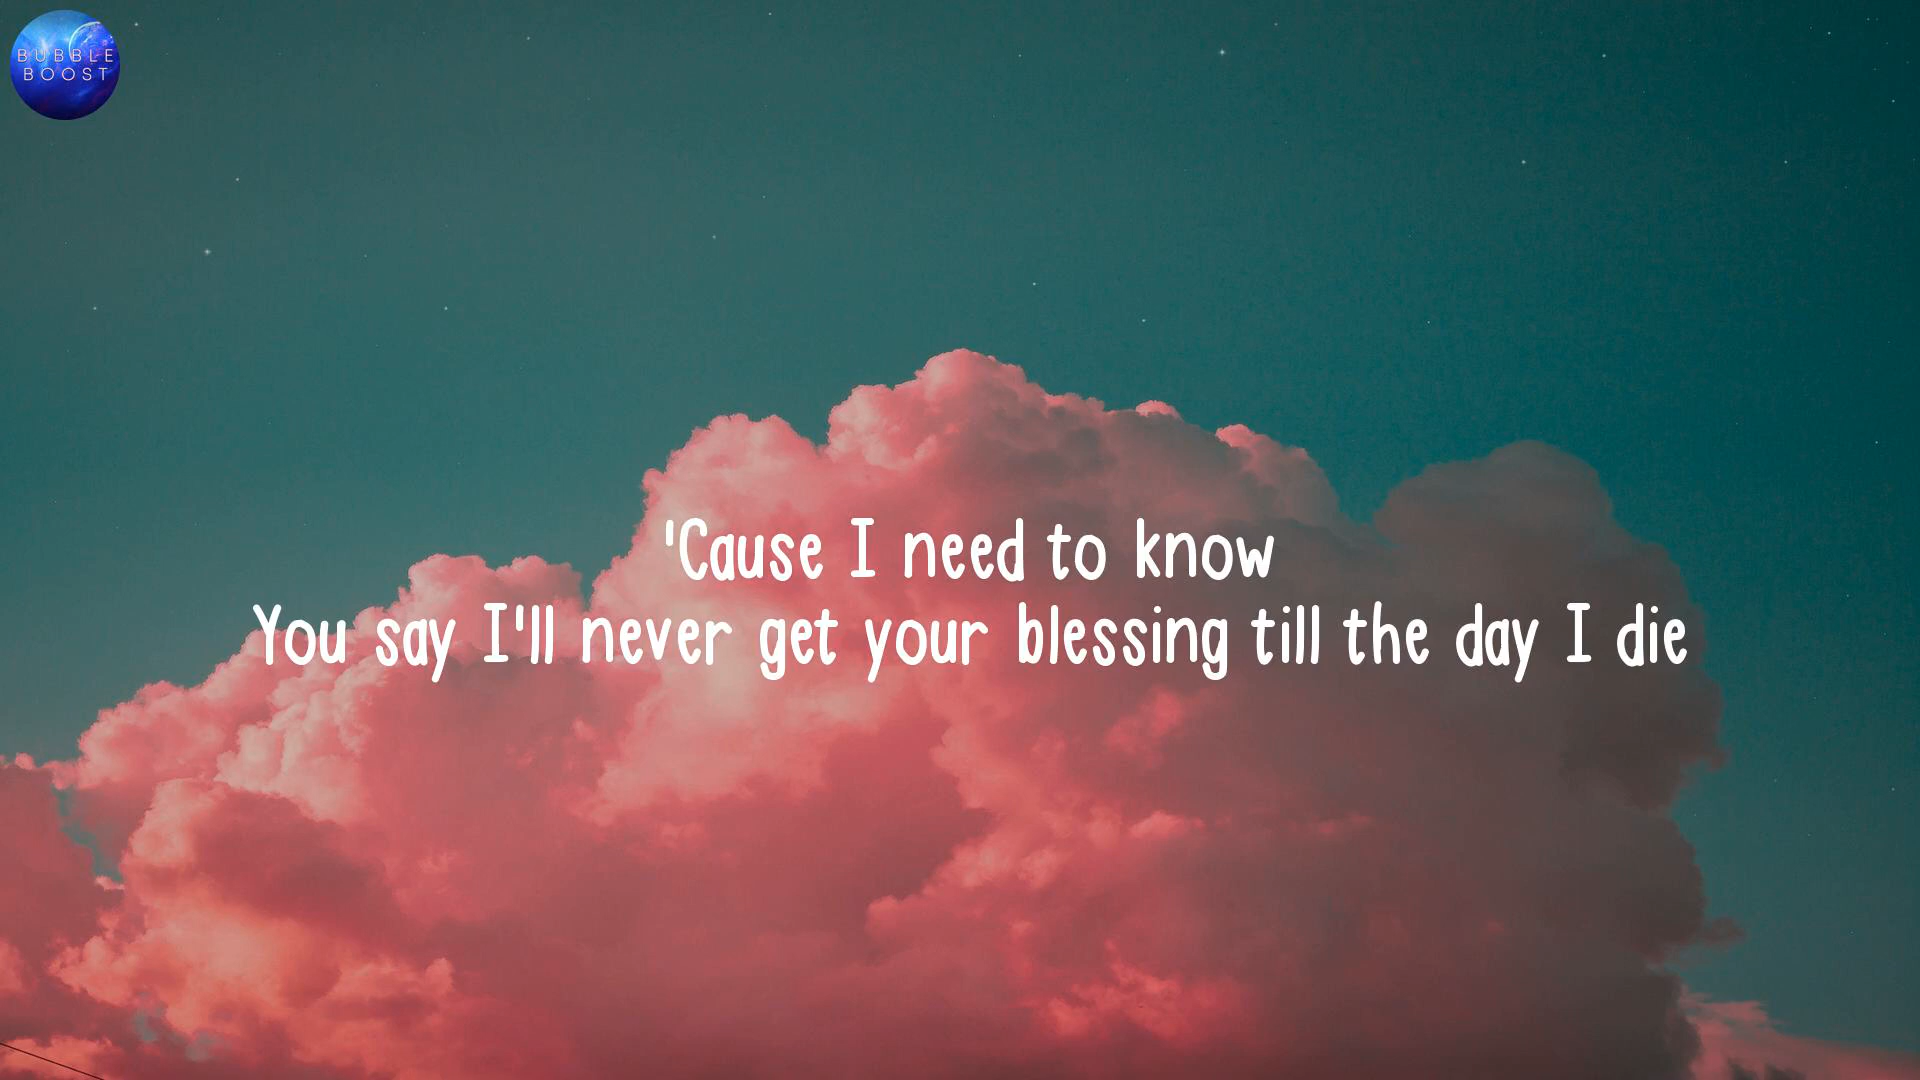 BUBBLE
BOOST
'Cause I need to know
You say I'll never get your blessing till the day I die